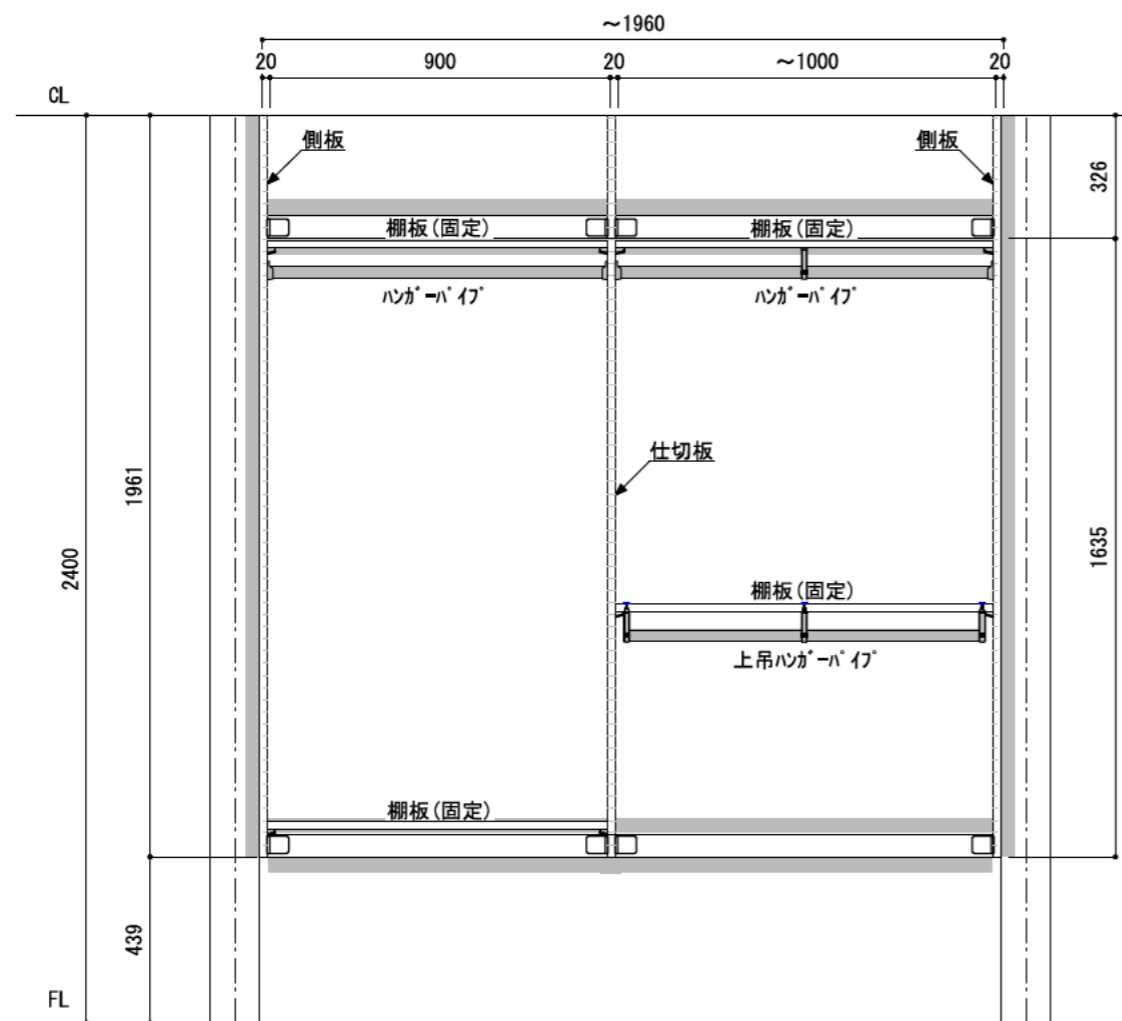 ～1960
20
900
20
～1000
20
CL
側板
側板
326
棚板(固定)
棚板(固定)
ﾊﾝｶﾞｰﾊﾟｲﾌﾟ
ﾊﾝｶﾞｰﾊﾟｲﾌﾟ
仕切板
1961
2400
1635
棚板(固定)
上吊ﾊﾝｶﾞｰﾊﾟｲﾌﾟ
棚板(固定)
439
FL